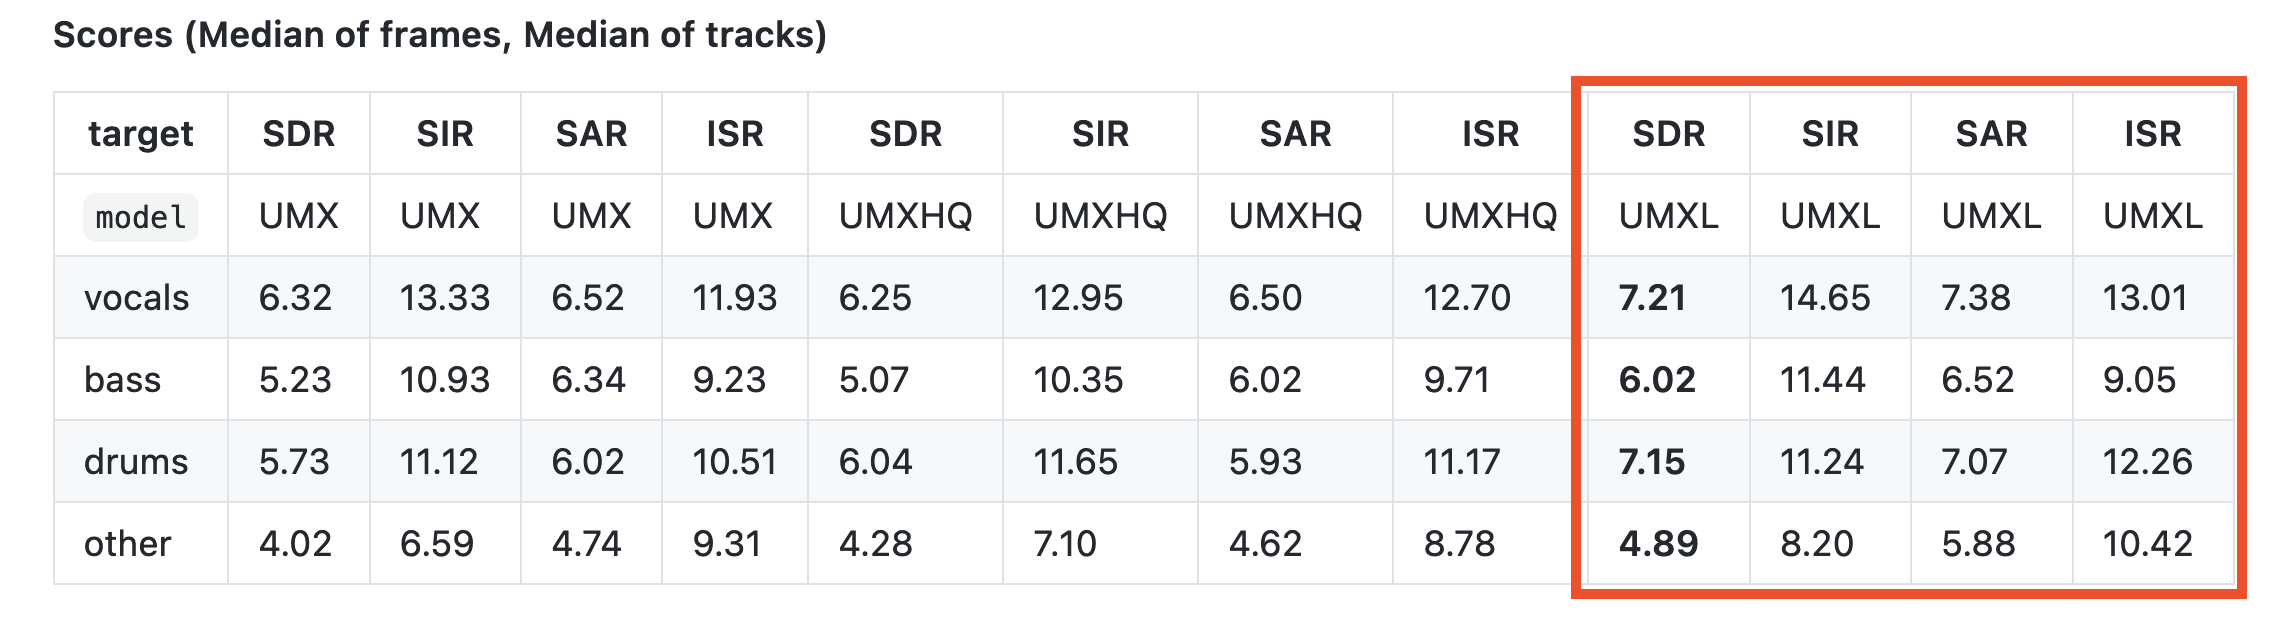 Scores (Median of frames, Median of tracks)
target SDR SIR SAR ISR SDR SIR SAR ISR SDR SIR SAR ISR
model UMX UMX UMX UMX UMXHQ UMXHQ UMXHQ UMXHQ UMXL UMXL UMXL UMXL
vocals 6.32 13.33 6.52 11.93 6.25 12.95 6.50 12.70 7.21 14.65 7.38 13.01
bass 5.23 10.93 6.34 9.23 5.07 10.35 6.02 9.71 6.02 11.44 6.52 9.05
drums 5.73 11.12 6.02 10.51 6.04 11.65 5.93 11.17 7.15 11.24 7.07 12.26
other 4.02 6.59 4.74 9.31 4.28 7.10 4.62 8.78 4.89 8.20 5.88 10.42